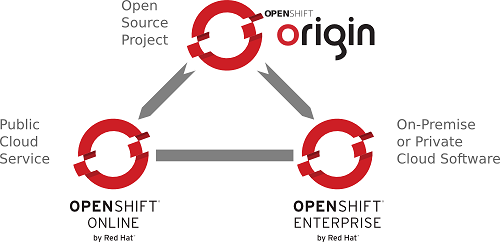 Open
Source
Project
OPENSHIFT
origin
Public
Cloud
Service
On-Premise
or Private
Cloud Software
OPENSHIFT®
ONLINE
by Red Hat®
OPENSHIFT®
ENTERPRISE
by Red Hat®